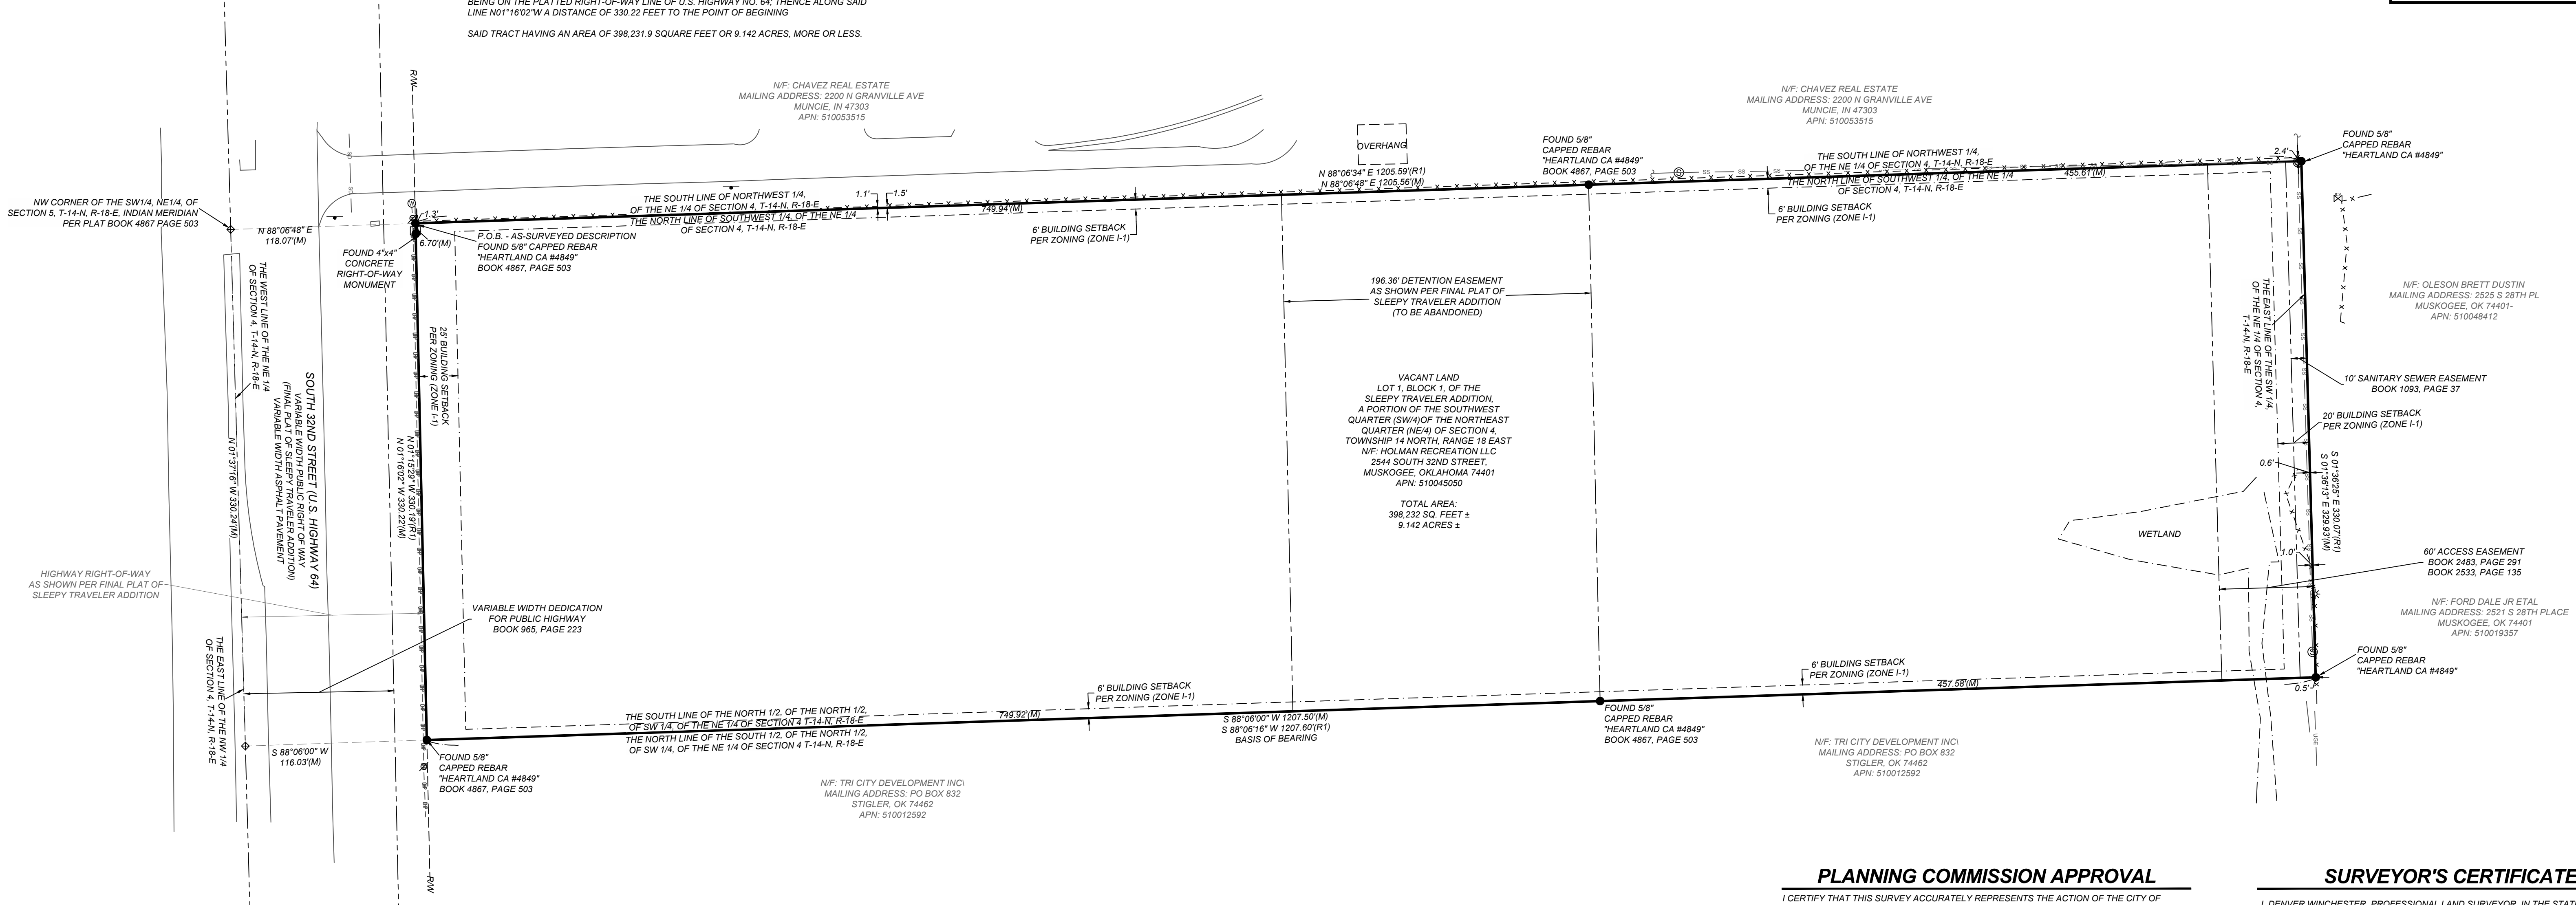 BEING ON THE PLATTED RIGHT-OF-WAY LINE OF U.S. HIGHWAY NO. 64; THENCE ALONG SAID
LINE N01°16'02"W A DISTANCE OF 330.22 FEET TO THE POINT OF BEGINING
SAID TRACT HAVING AN AREA OF 398,231.9 SQUARE FEET OR 9.142 ACRES, MORE OR LESS.
R/W
N/F: CHAVEZ REAL ESTATE
MAILING ADDRESS: 2200 N GRANVILLE AVE
MUNCIE, IN 47303
APN: 510053515
N/F: CHAVEZ REAL ESTATE
MAILING ADDRESS: 2200 N GRANVILLE AVE
MUNCIE, IN 47303
APN: 510053515
OVERHANG
FOUND 5/8"
CAPPED REBAR
"HEARTLAND CA #4849"
BOOK 4867, PAGE 503
FOUND 5/8"
CAPPED REBAR
"HEARTLAND CA #4849"
2.4'
THE SOUTH LINE OF NORTHWEST 1/4,
OF THE NE 1/4 OF SECTION 4, T-14-N, R-18-E
THE NORTH LINE OF SOUTHWEST 1/4, OF THE NE 1/4
OF SECTION 4, T-14-N, R-18-E
455.61'(M)
N 88°06'34" E 1205.59'(R1)
N 88°06'48" E 1205.56'(M)
NW CORNER OF THE SW1/4, NE1/4, OF
SECTION 5, T-14-N, R-18-E, INDIAN MERIDIAN
PER PLAT BOOK 4867 PAGE 503
N 88°06'48" E
118.07'(M)
1.3'
6.70'(M)
THE SOUTH LINE OF NORTHWEST 1/4,
OF THE NE 1/4 OF SECTION 4, T-14-N, R-18-E
THE NORTH LINE OF SOUTHWEST 1/4, OF THE NE 1/4
OF SECTION 4, T-14-N, R-18-E
1.1'
1.5'
749.94'(M)
6' BUILDING SETBACK
PER ZONING (ZONE I-1)
6' BUILDING SETBACK
PER ZONING (ZONE I-1)
P.O.B. - AS-SURVEYED DESCRIPTION
FOUND 5/8" CAPPED REBAR
"HEARTLAND CA #4849"
BOOK 4867, PAGE 503
FOUND 4"x4"
CONCRETE
RIGHT-OF-WAY
MONUMENT
THE WEST LINE OF THE NE 1/4
OF SECTION 4, T-14-N, R-18-E
N 01°37'16" W 330.24'(M)
SOUTH 32ND STREET (U.S. HIGHWAY 64)
VARIABLE WIDTH PUBLIC RIGHT OF WAY
(FINAL PLAT OF SLEEPY TRAVELER ADDITION)
VARIABLE WIDTH ASPHALT PAVEMENT
25' BUILDING SETBACK
PER ZONING (ZONE I-1)
N 01°15'29" W 330.19'(R1)
N 01°16'02" W 330.22'(M)
196.36' DETENTION EASEMENT
AS SHOWN PER FINAL PLAT OF
SLEEPY TRAVELER ADDITION
(TO BE ABANDONED)
VACANT LAND
LOT 1, BLOCK 1, OF THE
SLEEPY TRAVELER ADDITION,
A PORTION OF THE SOUTHWEST
QUARTER (SW/4)OF THE NORTHEAST
QUARTER (NE/4) OF SECTION 4,
TOWNSHIP 14 NORTH, RANGE 18 EAST
N/F: HOLMAN RECREATION LLC
2544 SOUTH 32ND STREET,
MUSKOGEE, OKLAHOMA 74401
APN: 510045050
TOTAL AREA:
398,232 SQ. FEET ±
9.142 ACRES ±
THE EAST LINE OF THE SW 1/4,
OF THE NE 1/4 OF SECTION 4,
T-14-N, R-18-E
N/F: OLESON BRETT DUSTIN
MAILING ADDRESS: 2525 S 28TH PL
MUSKOGEE, OK 74401-
APN: 510048412
10' SANITARY SEWER EASEMENT
BOOK 1093, PAGE 37
20' BUILDING SETBACK
PER ZONING (ZONE I-1)
0.6'
S 01°36'25" E 330.07'(R1)
S 01°36'13" E 329.93'(M)
WETLAND
1.0'
60' ACCESS EASEMENT
BOOK 2483, PAGE 291
BOOK 2533, PAGE 135
N/F: FORD DALE JR ETAL
MAILING ADDRESS: 2521 S 28TH PLACE
MUSKOGEE, OK 74401
APN: 510019357
FOUND 5/8"
CAPPED REBAR
"HEARTLAND CA #4849"
0.5'
UGE
HIGHWAY RIGHT-OF-WAY
AS SHOWN PER FINAL PLAT OF
SLEEPY TRAVELER ADDITION
VARIABLE WIDTH DEDICATION
FOR PUBLIC HIGHWAY
BOOK 965, PAGE 223
THE EAST LINE OF THE NW 1/4
OF SECTION 4, T-14-N, R-18-E
S 88°06'00" W
116.03'(M)
FOUND 5/8"
CAPPED REBAR
"HEARTLAND CA #4849"
BOOK 4867, PAGE 503
THE SOUTH LINE OF THE NORTH 1/2, OF THE NORTH 1/2,
OF SW 1/4, OF THE NE 1/4 OF SECTION 4 T-14-N, R-18-E
THE NORTH LINE OF THE SOUTH 1/2, OF THE NORTH 1/2,
OF SW 1/4, OF THE NE 1/4 OF SECTION 4 T-14-N, R-18-E
749.92'(M)
6' BUILDING SETBACK
PER ZONING (ZONE I-1)
S 88°06'00" W 1207.50'(M)
S 88°06'16" W 1207.60'(R1)
BASIS OF BEARING
FOUND 5/8"
CAPPED REBAR
"HEARTLAND CA #4849"
BOOK 4867, PAGE 503
6' BUILDING SETBACK
PER ZONING (ZONE I-1)
457.58'(M)
N/F: TRI CITY DEVELOPMENT INC\
MAILING ADDRESS: PO BOX 832
STIGLER, OK 74462
APN: 510012592
N/F: TRI CITY DEVELOPMENT INC\
MAILING ADDRESS: PO BOX 832
STIGLER, OK 74462
APN: 510012592
R/W
PLANNING COMMISSION APPROVAL
I CERTIFY THAT THIS SURVEY ACCURATELY REPRESENTS THE ACTION OF THE CITY OF
SURVEYOR'S CERTIFICATE
I, DENVER WINCHESTER, PROFESSIONAL LAND SURVEYOR, IN THE STATE